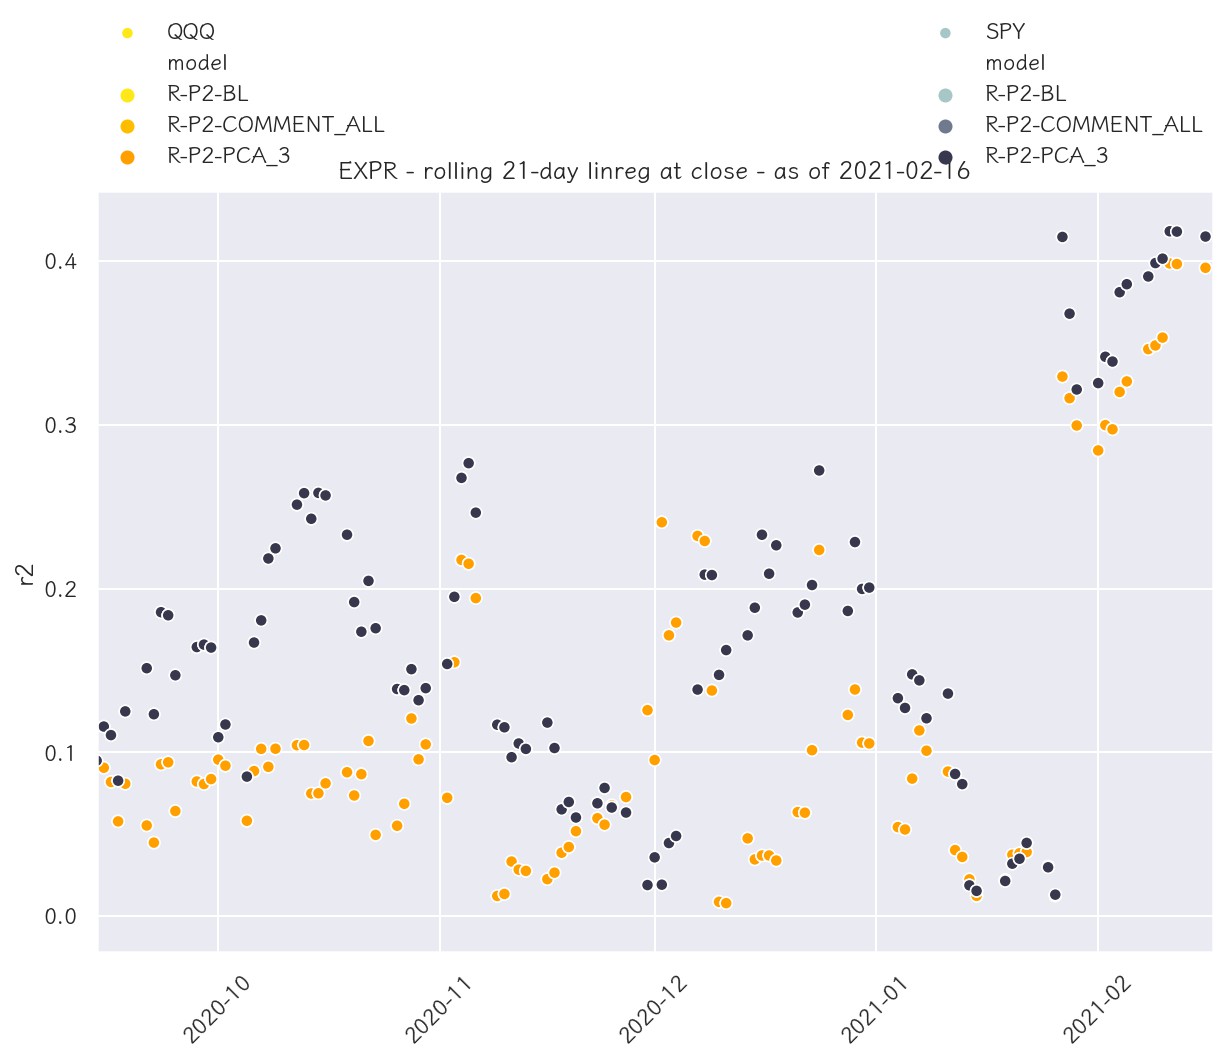 QQQ
model
R-P2-BL
R-P2-COMMENT_ALL
R-P2-PCA_3
SPY
model
R-P2-BL
R-P2-COMMENT_ALL
R-P2-PCA_3
EXPR - rolling 21-day linreg at close - as of 2021-02-16
r2
0.4
0.3
0.2
0.1
0.0
2020-10
2020-11
2020-12
2021-01
2021-02